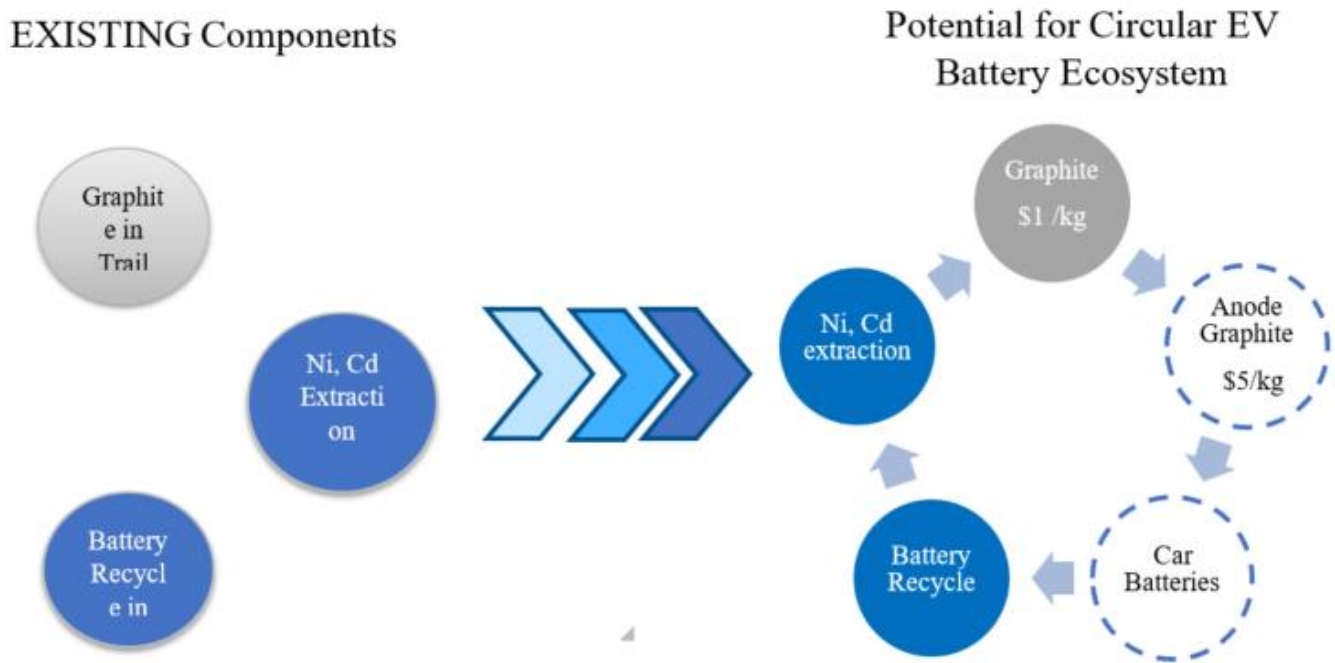 EXISTING Components
Graphit
e in
Trail
Ni, Cd
Extracti
on
Battery
Recycl
e in
Potential for Circular EV
Battery Ecosystem
Graphite
$1 /kg
Anode
Graphite
$5/kg
Car
Batteries
Battery
Recycle
Ni, Cd
extraction